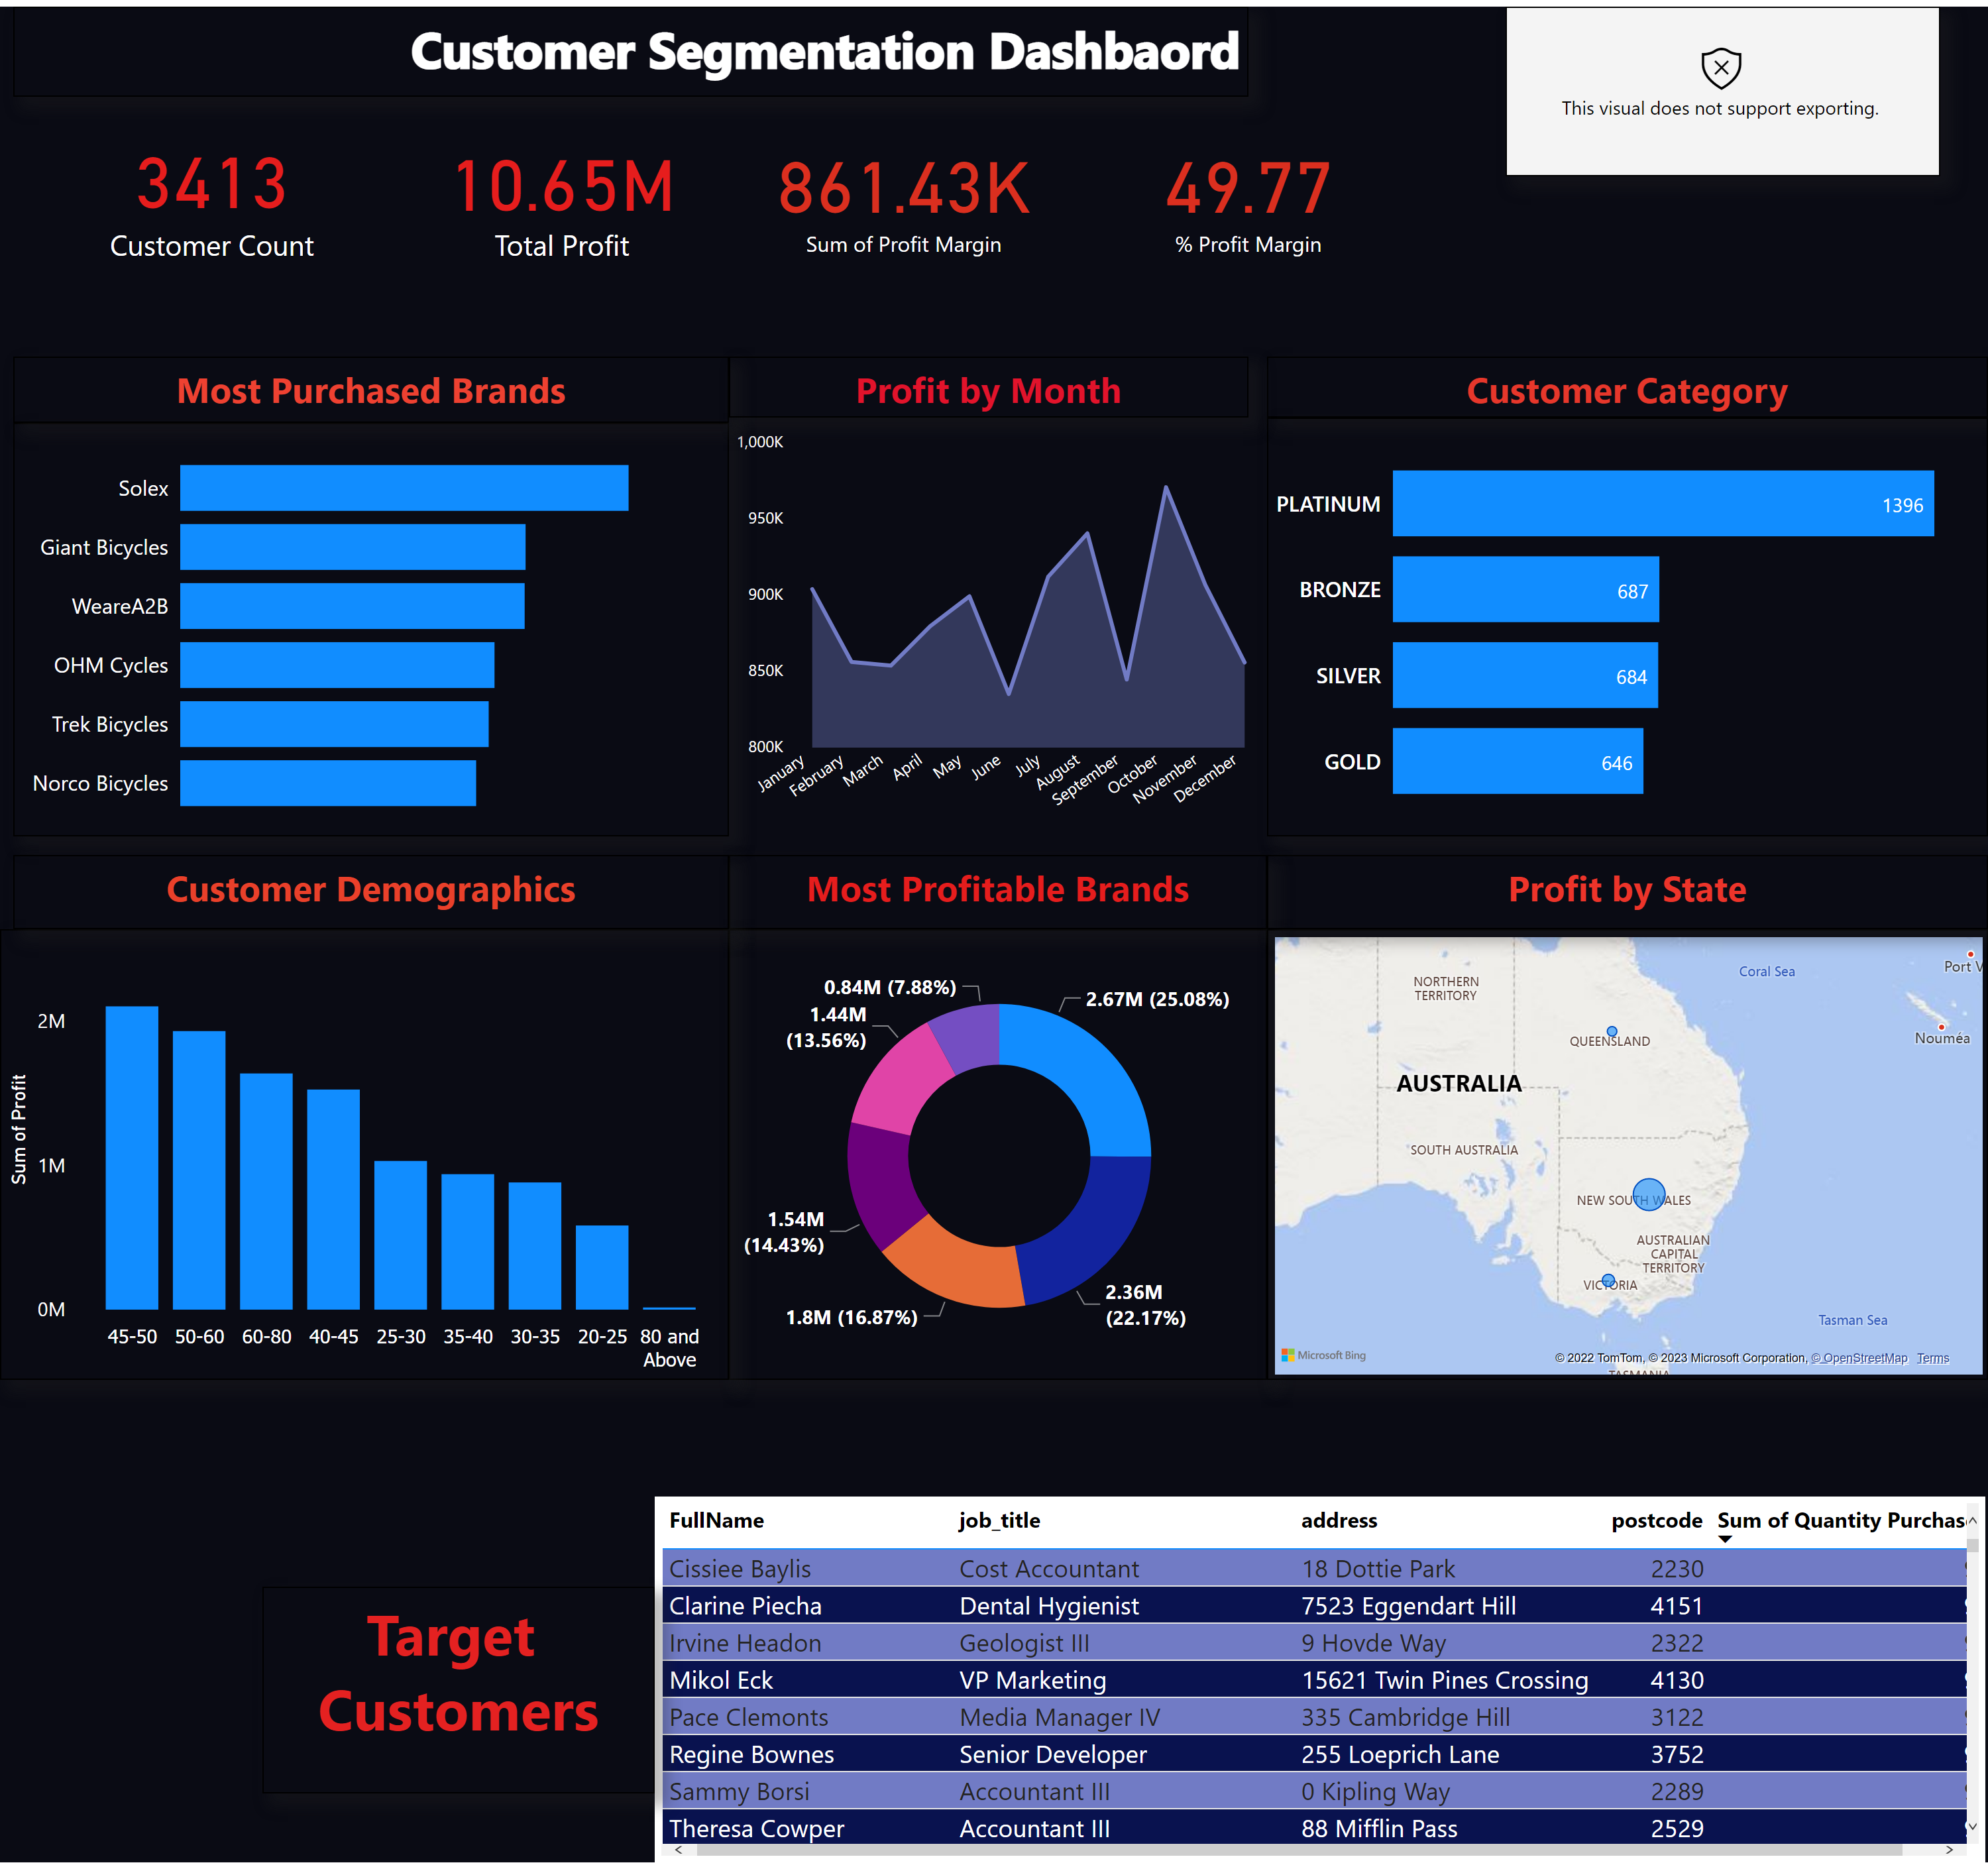 Customer Segmentation Dashbaord
This visual does not support exporting.
3413
Customer Count
10.65M
Total Profit
861.43K
Sum of Profit Margin
49.77
% Profit Margin
Most Purchased Brands
Solex
Giant Bicycles
WeareA2B
OHM Cycles
Trek Bicycles
Norco Bicycles
Profit by Month
1,000K
950K
900K
850K
800K
January
February
March
April
May
June
July
August
September
October
November
December
Customer Category
PLATINUM 1396
BRONZE 687
SILVER 684
GOLD 646
Customer Demographics
Sum of Profit
2M
1M
0M
45-50 50-60 60-80 40-45 25-30 35-40 30-35 20-25 80 and
Above
Most Profitable Brands
0.84M (7.88%)
2.67M (25.08%)
1.44M
(13.56%)
1.54M
(14.43%)
1.8M (16.87%)
2.36M
(22.17%)
Profit by State
Coral Sea
Port V
NORTHERN
TERRITORY
Nouméa
QUEENSLAND
AUSTRALIA
SOUTH AUSTRALIA
NEW SOUTH WALES
AUSTRALIAN
CAPITAL
TERRITORY
VICTORIA
Tasman Sea
Microsoft Bing
© 2022 TomTom, © 2023 Microsoft Corporation, © OpenStreetMap Terms
TASMANIA
Target
Customers
FullName job_title address postcode Sum of Quantity Purchas
Cissiee Baylis Cost Accountant 18 Dottie Park 2230
Clarine Piecha Dental Hygienist 7523 Eggendart Hill 4151
Irvine Headon Geologist III 9 Hovde Way 2322
Mikol Eck VP Marketing 15621 Twin Pines Crossing 4130
Pace Clemonts Media Manager IV 335 Cambridge Hill 3122
Regine Bownes Senior Developer 255 Loeprich Lane 3752
Sammy Borsi Accountant III 0 Kipling Way 2289
Theresa Cowper Accountant III 88 Mifflin Pass 2529